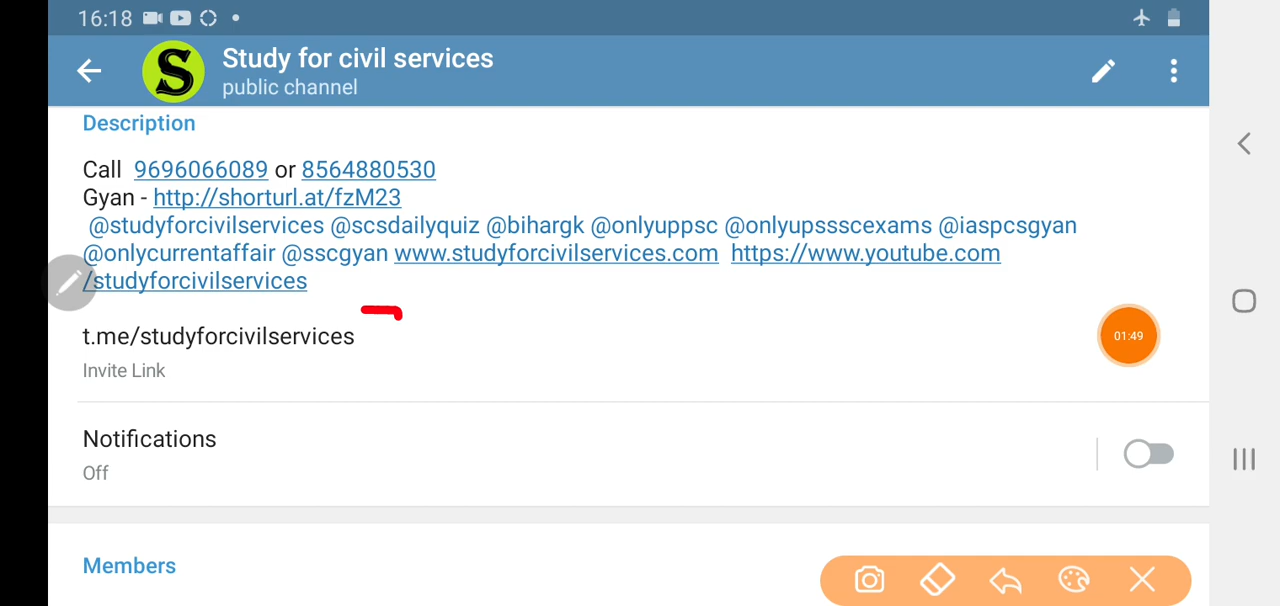 16:18
S
Study for civil services
public channel
Description
Call 9696066089 or 8564880530
Gyan - http://shorturl.at/fzM23
@studyforcivilservices @scsdailyquiz @bihargk @onlyuppsc @onlyupssscexams @iaspcsgyan
@onlycurrentaffair @sscgyan www.studyforcivilservices.com https://www.youtube.com
/studyforcivilservices
t.me/studyforcivilservices
01:49
Invite Link
Notifications
Off
Members